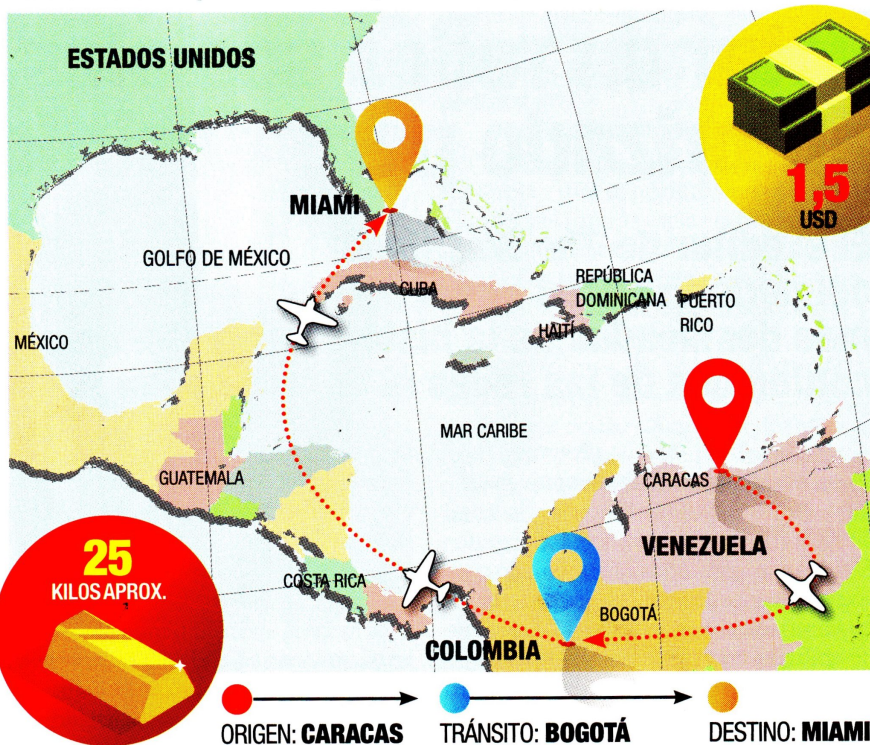 ESTADOS UNIDOS
1,5
USD
MIAMI
GOLFO DE MÉXICO
CUBA
REPÚBLICA
DOMINICANA
PUERTO
RICO
HAITÍ
MÉXICO
MAR CARIBE
GUATEMALA
CARACAS
VENEZUELA
25
KILOS APROX.
COSTA RICA
BOGOTÁ
COLOMBIA
ORIGEN: CARACAS
TRÁNSITO: BOGOTÁ
DESTINO: MIAMI